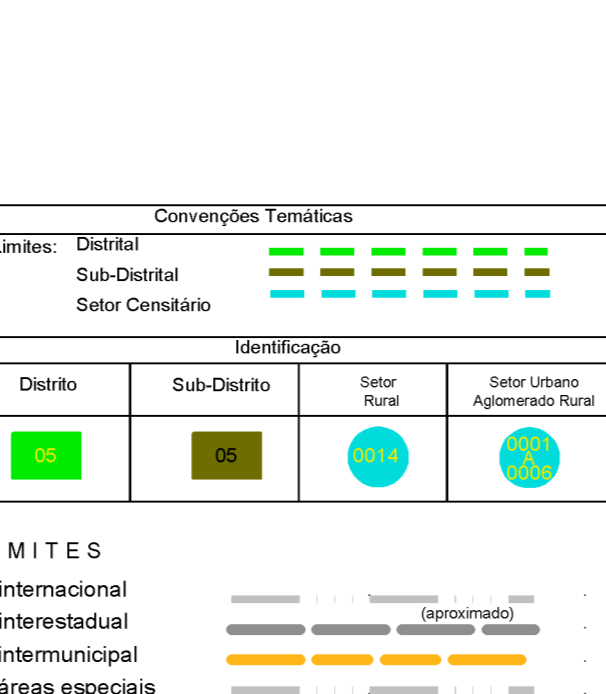 Convenções Temáticas
Limites: Distrital
Sub-Distrital
Setor Censitário
Identificação
Distrito Sub-Distrito Setor Rural Setor Urbano Aglomerado Rural
05 05 0014 0001 A 0006
MITES
internacional
(aproximado)
interestadual
intermunicipal
áreas especiais